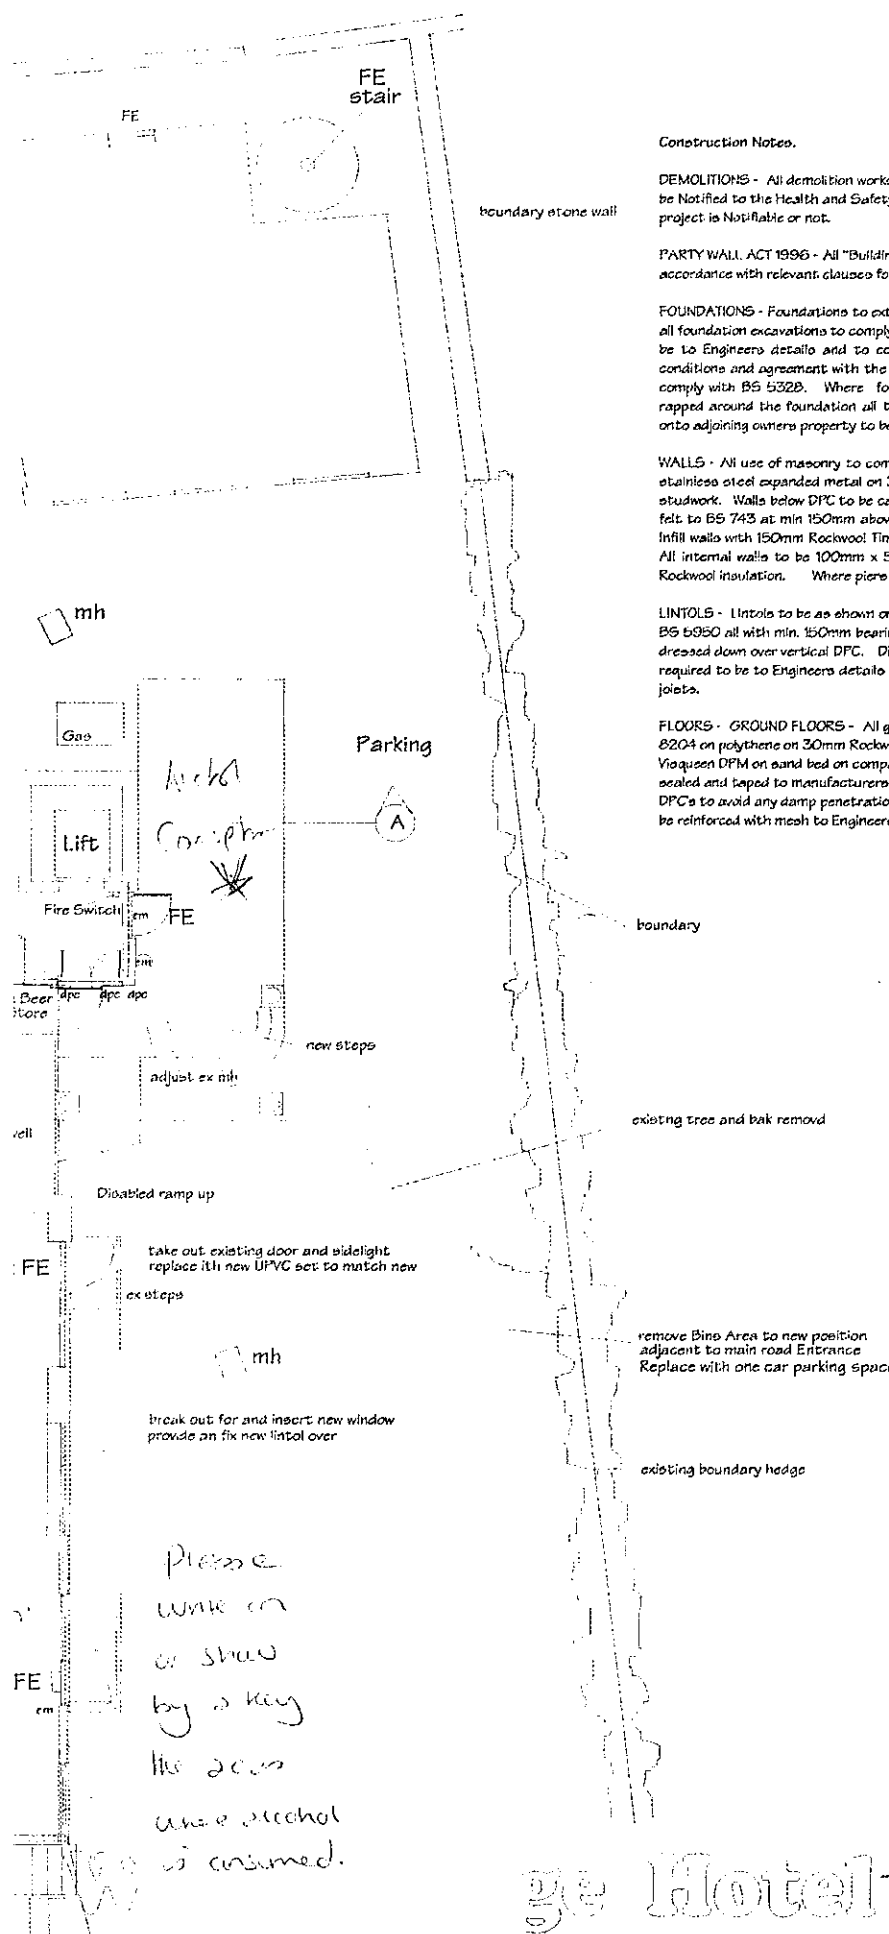 FE
stair
FE
boundary stone wall
mh
Gas
Parking
A
Lift
Fire Switch
em
FE
em
Beer
Store
dpc
dpc
dpc
new steps
adjust ex mh
Disabled ramp up
FE
take out existing door and sidelight
replace ith new UPVC set to match new
ex steps
mh
break out for and insert new window
provide an fix new lintol over
Please
write on
or show
by a key
the areas
where alcohol
is consumed.
FE
em
boundary
existng tree and bak removd
remove Bins Area to new position
adjacent to main road Entrance
Replace with one car parking spac
existing boundary hedge
Construction Notes.
DEMOLITIONS - All demolition works
be Notified to the Health and Safet
project is Notifiable or not.
PARTY WALL ACT 1996 - All "Buildin
accordance with relevant clauses fo
FOUNDATIONS - Foundations to ext
all foundation excavations to comply
be to Engineers details and to co
conditions and agreement with the
comply with BS 5328. Where fo
rapped around the foundation all t
onto adjoining owners property to be
WALLS - All use of masonry to com
stainless steel expanded metal on
studwork. Walls below DPC to be ca
felt to BS 743 at min 150mm abov
Infill walls with 150mm Rockwool Tim
All internal walls to be 100mm x 5
Rockwool insulation. Where piers
LINTOLS - Lintols to be as shown or
BS 5950 all with min. 150mm bearin
dressed down over vertical DPC. Di
required to be to Engineers details
joists.
FLOORS - GROUND FLOORS - All g
8204 on polythene on 30mm Rockw
Visqueen DPM on sand bed on compa
sealed and taped to manufacturers
DPC's to avoid any damp penetratio
be reinforced with mesh to Engineer
ge Hotel